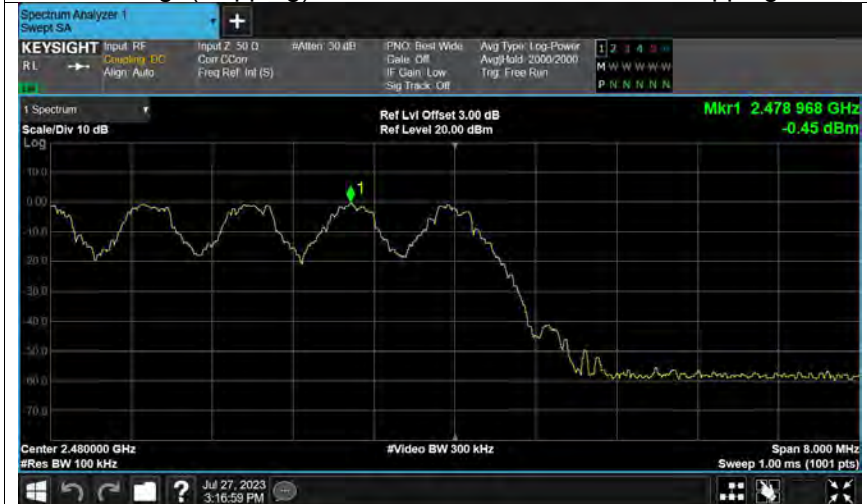 Spectrum Analyzer 1
Swept SA
+
KEYSIGHT Input: RF Input Z: 50 Ω #Atten: 30 dB PNO: Best Wide Avg Type: Log-Power 1 2 3 4 5 6
RL Coupling: DC Corr CCorr Gate: Off Avg|Hold: 2000/2000 M W W W W W
Align: Auto Freq Ref: Int (S) IF Gain: Low Trig: Free Run
Sig Track: Off P N N N N N
1 Spectrum Ref Lvl Offset 3.00 dB Mkr1 2.478 968 GHz
Scale/Div 10 dB Ref Level 20.00 dBm -0.45 dBm
Log
10.0
0.00
1
-10.0
-20.0
-30.0
-40.0
-50.0
-60.0
-70.0
Center 2.480000 GHz #Video BW 300 kHz Span 8.000 MHz
#Res BW 100 kHz Sweep 1.00 ms (1001 pts)
? Jul 27, 2023
3:16:59 PM